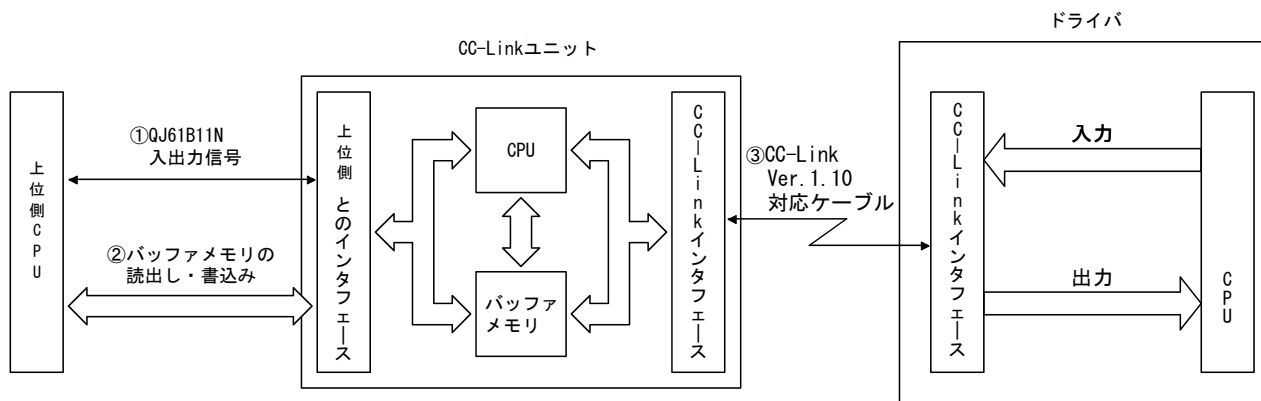 ドライバ
CC-Linkユニット
上位側CPU
①QJ61B11N
入出力信号
②バッファメモリの
読出し・書込み
上位側とのインタフェース
CPU
バッファ
メモリ
CC-Linkインタフェース
③CC-Link
Ver.1.10
対応ケーブル
CC-Linkインタフェース
入力
出力
CPU